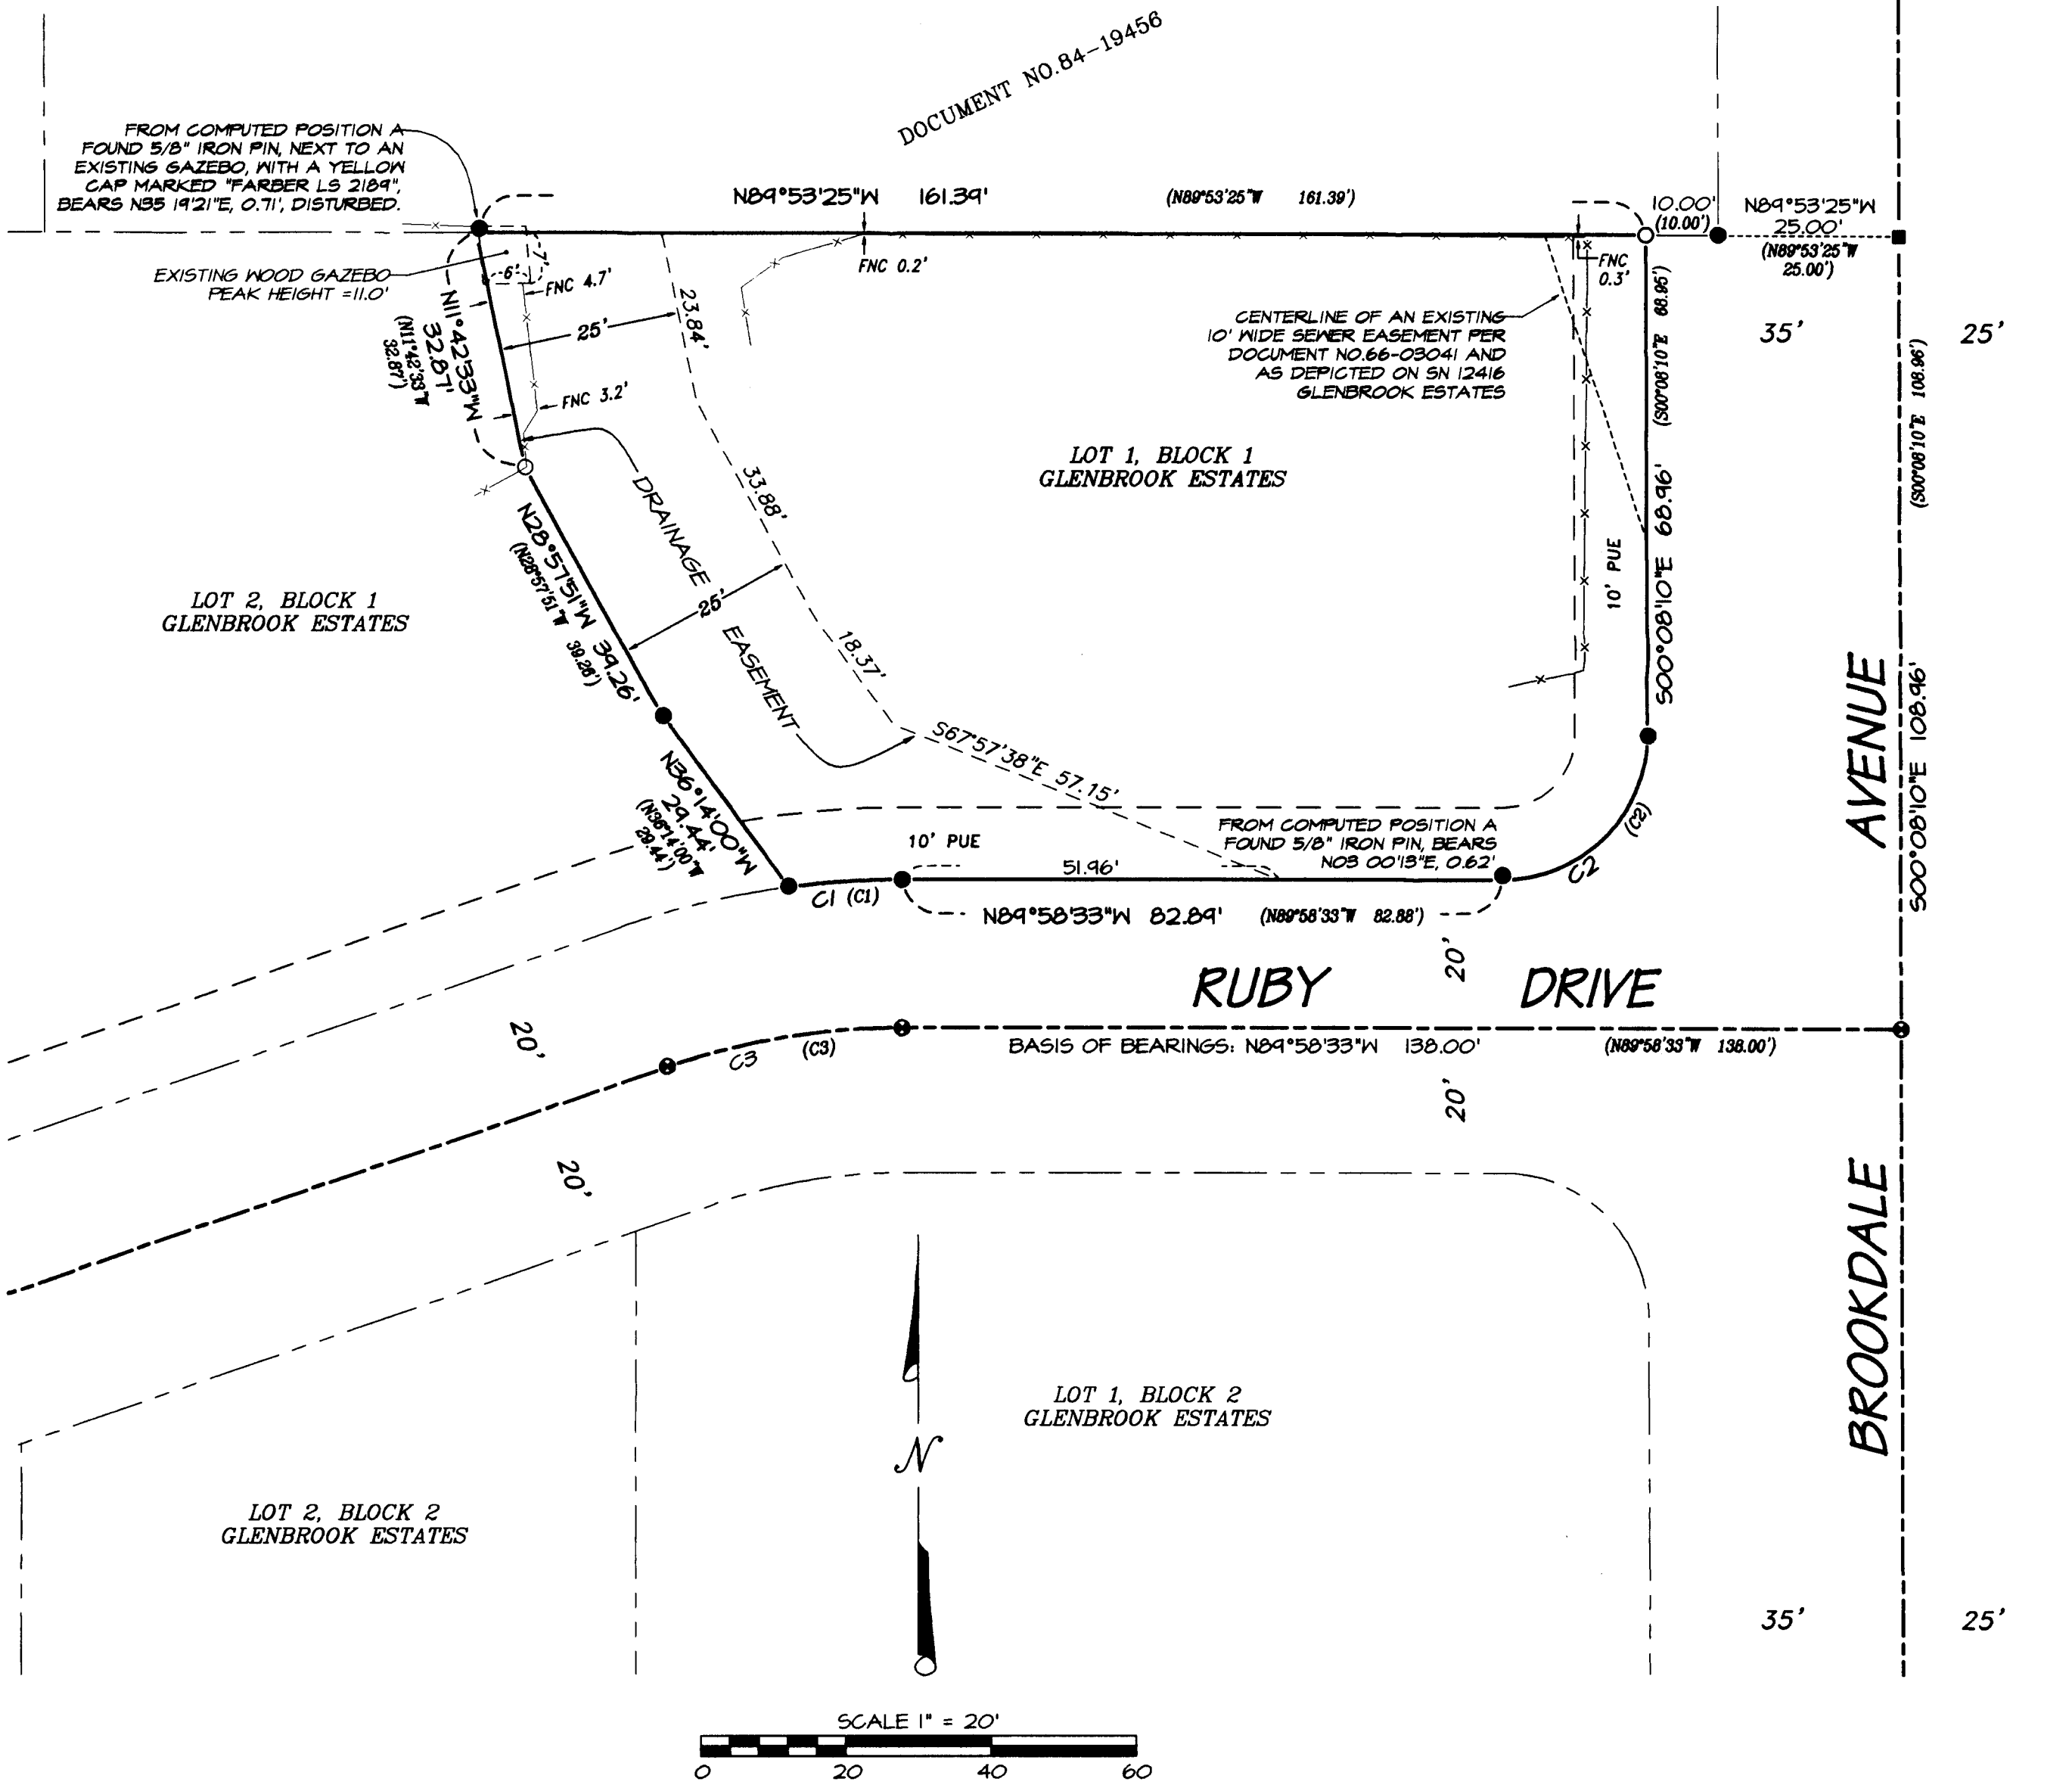 DOCUMENT NO.84-19456
FROM COMPUTED POSITION A
FOUND 5/8" IRON PIN, NEXT TO AN
EXISTING GAZEBO, WITH A YELLOW
CAP MARKED "FARBER LS 2189",
BEARS N35 19'21"E, 0.71', DISTURBED.
N89°53'25"W 161.39'
(N89°53'25"W 161.39')
10.00'
(10.00')
N89°53'25"W
25.00'
(N89°53'25"W
25.00')
EXISTING WOOD GAZEBO
PEAK HEIGHT =11.0'
6'
7'
FNC 4.7'
FNC 0.2'
FNC
0.3'
N11°42'33"W
32.87'
(N11°42'33"W
32.87')
25'
23.84'
FNC 3.2'
CENTERLINE OF AN EXISTING
10' WIDE SEWER EASEMENT PER
DOCUMENT NO.66-03041 AND
AS DEPICTED ON SN 12416
GLENBROOK ESTATES
(S00°08'10"E 68.95')
S00°08'10"E 68.96'
35'
25'
(S00°08'10"E 108.96')
S00°08'10"E 108.96'
LOT 1, BLOCK 1
GLENBROOK ESTATES
33.88'
DRAINAGE
EASEMENT
N28°57'51"W 39.26'
(N28°57'51"W 39.26')
25'
10' PUE
LOT 2, BLOCK 1
GLENBROOK ESTATES
18.37'
S67°57'38"E 57.15'
N36°14'00"W
29.44'
(N36°14'00"W
29.44')
10' PUE
FROM COMPUTED POSITION A
FOUND 5/8" IRON PIN, BEARS
N03 00'13"E, 0.62'
51.96'
C2
(C2)
C1 (C1)
N89°58'33"W 82.89'
(N89°58'33"W 82.88')
20'
RUBY DRIVE
20'
C3
(C3)
BASIS OF BEARINGS: N89°58'33"W 138.00'
(N89°58'33"W 138.00')
20'
20'
BROOKDALE AVENUE
LOT 1, BLOCK 2
GLENBROOK ESTATES
N
LOT 2, BLOCK 2
GLENBROOK ESTATES
35'
25'
SCALE 1" = 20'
0 20 40 60